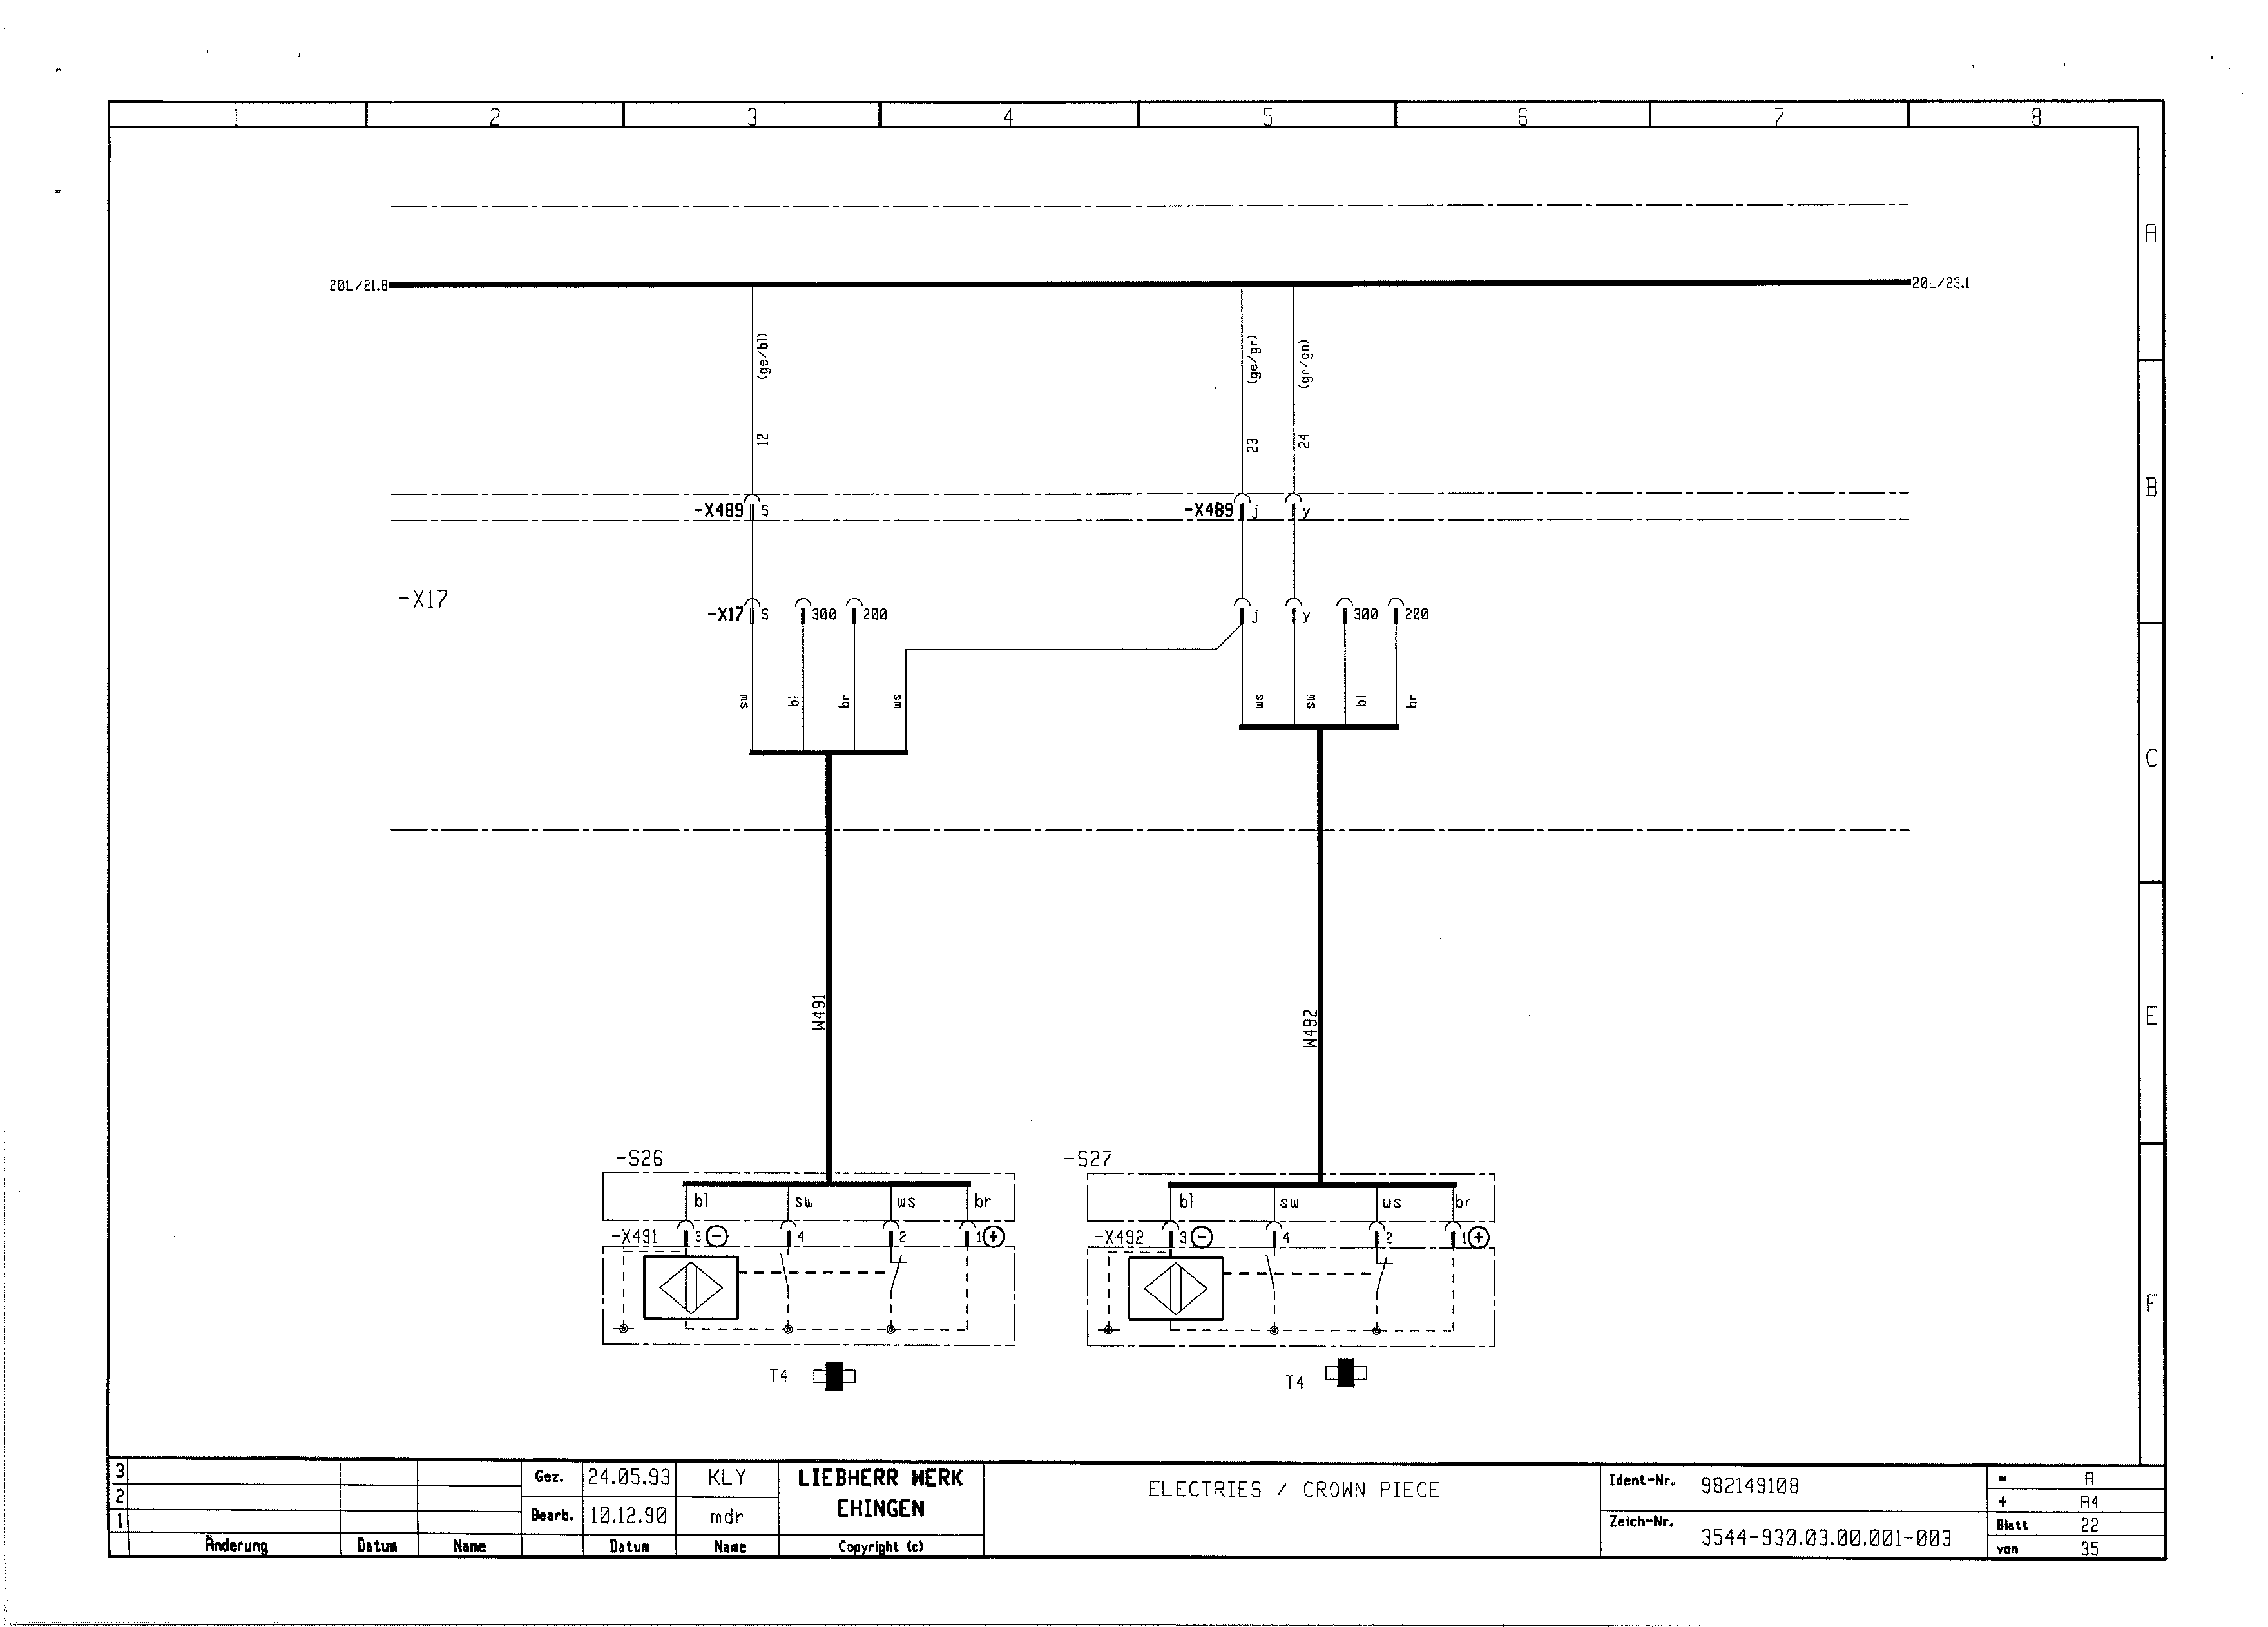 1 2 3 4 5 6 7 8
A
20L/21.8 20L/23.1
(ge/bl) (ge/gr) (gr/gn)
12 23 24
B
-X489 S -X489 j y
-X17
-X17 S 300 200 j y 300 200
sw bl br ws ws sw bl br
C
W491 W492
E
-S26 -S27
bl sw ws br bl sw ws br
-X491 3 - 4 2 1 + -X492 3 - 4 2 1 +
F
T4 T4
3 Gez. 24.05.93 KLY LIEBHERR WERK ELECTRIES / CROWN PIECE Ident-Nr. 982149108 = A
2 + A4
1 Bearb. 10.12.90 mdr EHINGEN Zeich-Nr. 3544-930.03.00.001-003 Blatt 22
Änderung Datum Name Datum Name Copyright (c) von 35